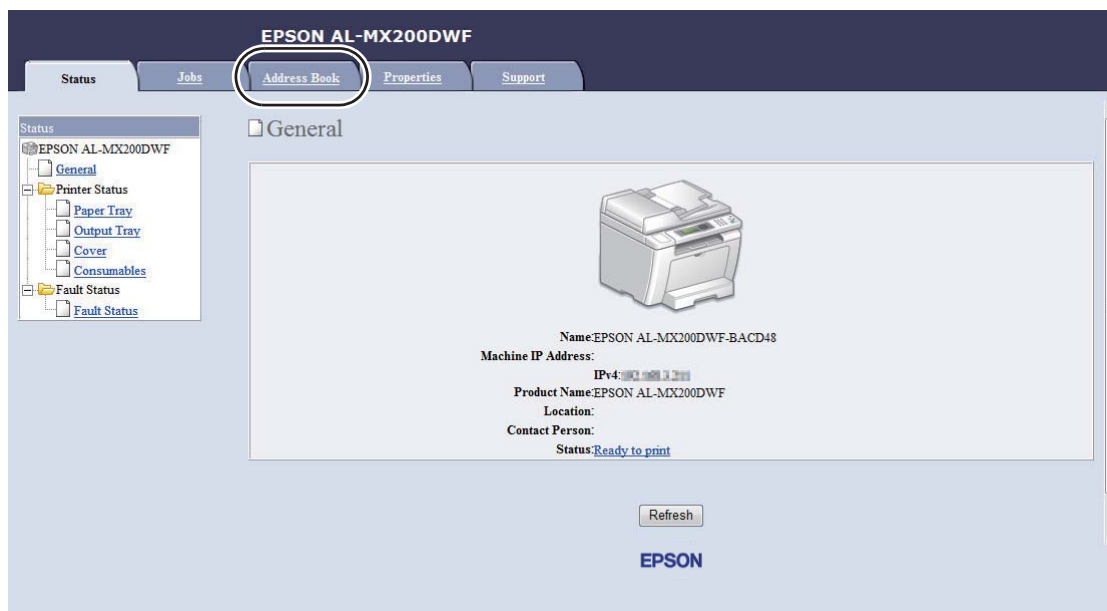 EPSON AL-MX200DWF
Status Jobs Address Book Properties Support
Status
EPSON AL-MX200DWF
General
Printer Status
Paper Tray
Output Tray
Cover
Consumables
Fault Status
Fault Status
General
Name:EPSON AL-MX200DWF-BACD48
Machine IP Address:
IPv4:
Product Name:EPSON AL-MX200DWF
Location:
Contact Person:
Status:Ready to print
Refresh
EPSON